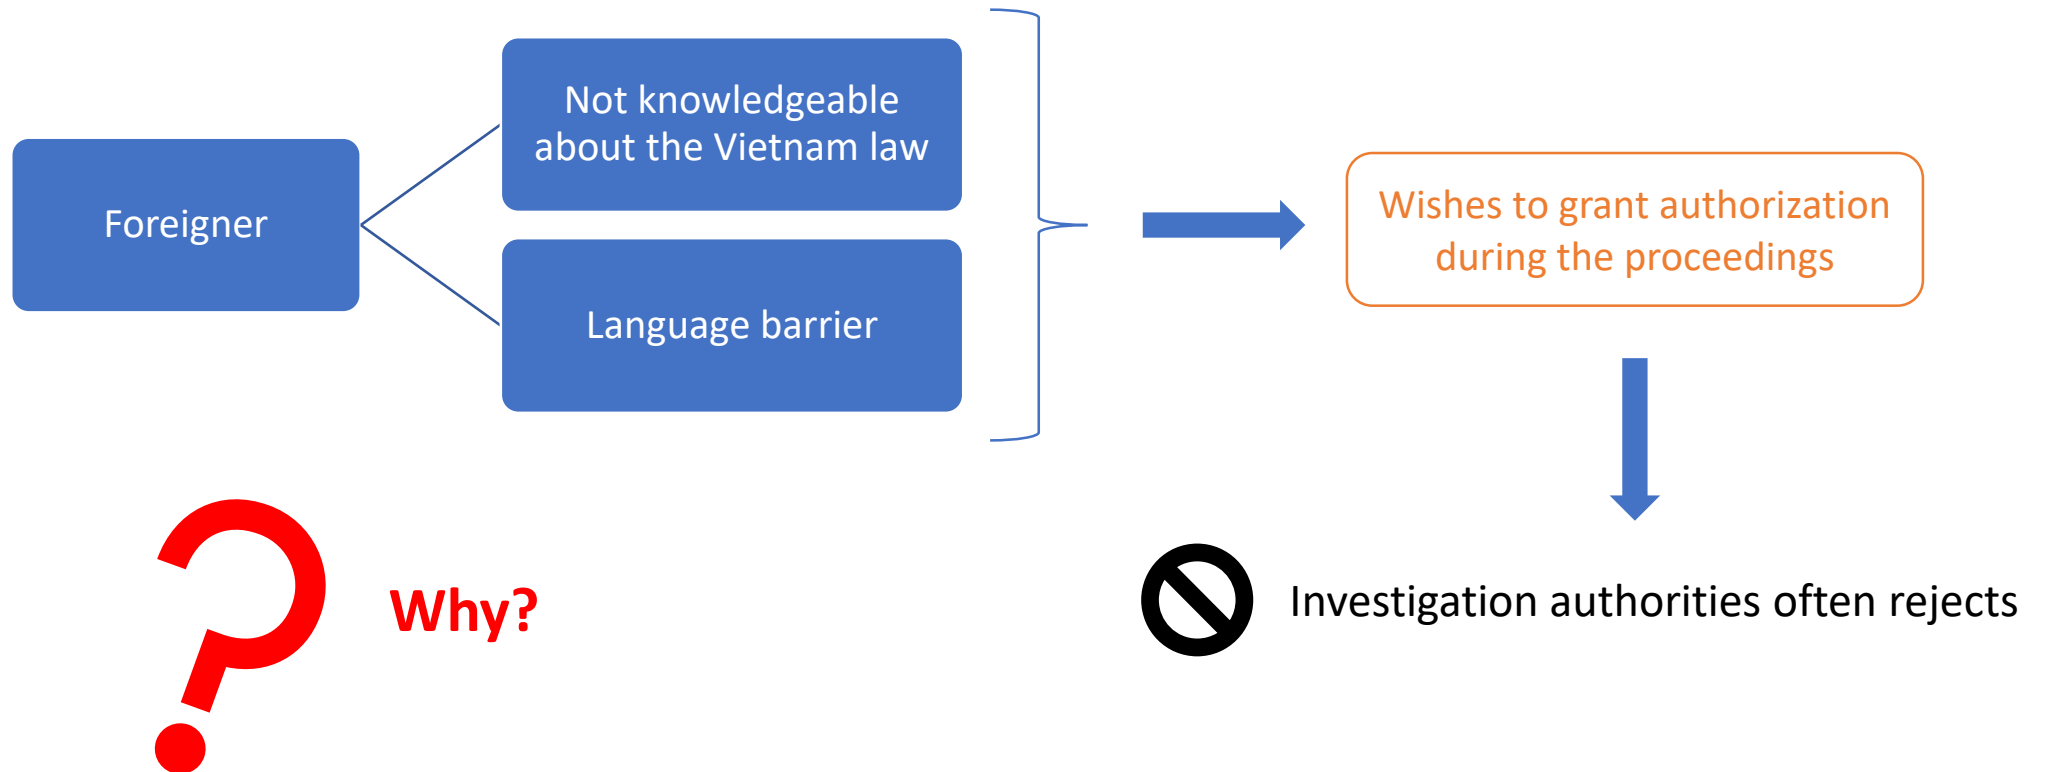 Foreigner
Not knowledgeable
about the Vietnam law
Language barrier
Wishes to grant authorization
during the proceedings
Why?
Investigation authorities often rejects